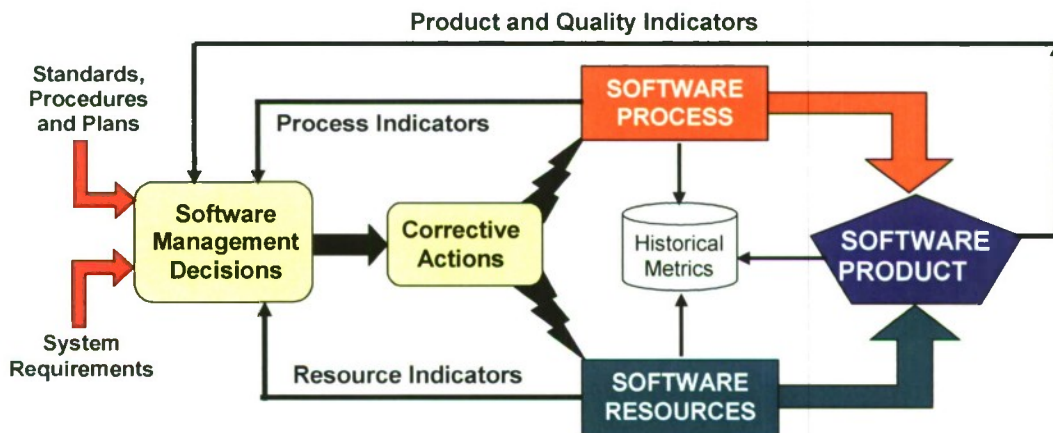 Product and Quality Indicators
Standards,
Procedures
and Plans
SOFTWARE
PROCESS
Process Indicators
Software
Management
Decisions
Corrective
Actions
Historical
Metrics
SOFTWARE
PRODUCT
System
Requirements
Resource Indicators
SOFTWARE
RESOURCES